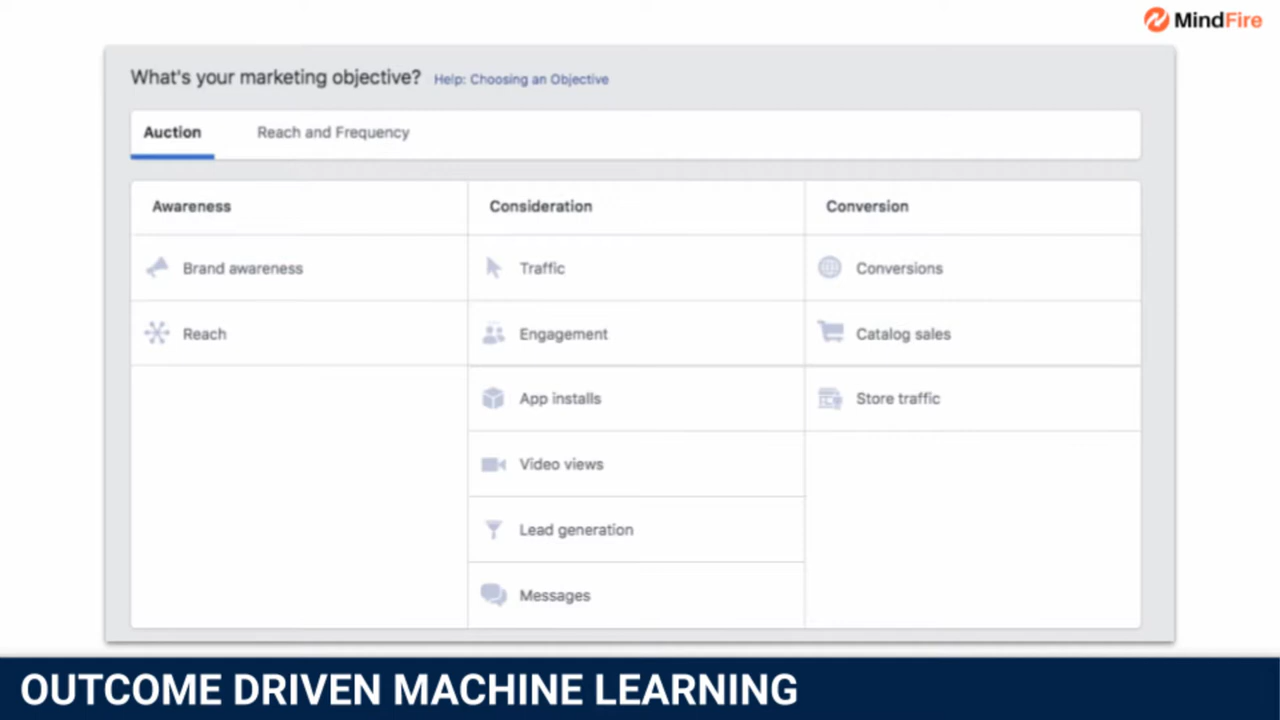 MindFire
What's your marketing objective? Help: Choosing an Objective
Auction Reach and Frequency
Awareness Consideration Conversion
Brand awareness Traffic Conversions
Reach Engagement Catalog sales
App installs Store traffic
Video views
Lead generation
Messages
OUTCOME DRIVEN MACHINE LEARNING